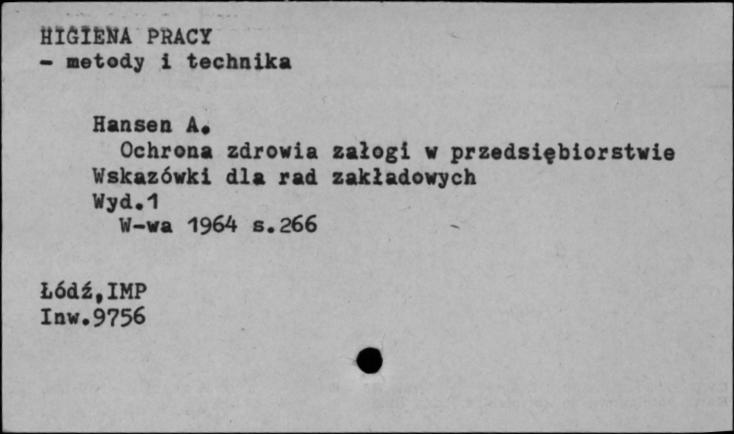 HIGIENA PRACY
- metody i technika
Hansen A.
Ochrona zdrowia załogi w przedsiębiorstwie
Wskazówki dla rad zakładowych
Wyd.1
W-wa 1964 s.266
Łódź,IMP
Inw.9756